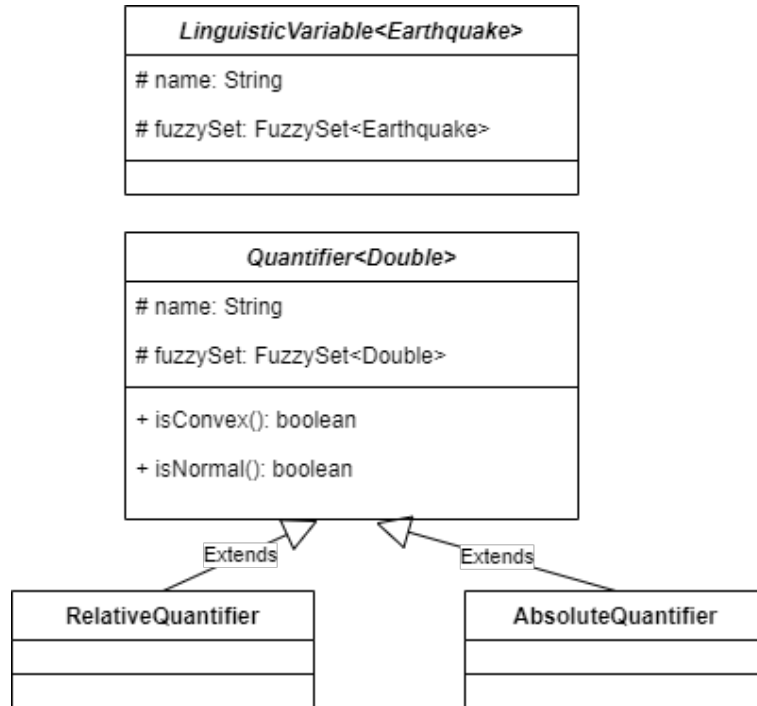 LinguisticVariable<Earthquake>
# name: String
# fuzzySet: FuzzySet<Earthquake>
Quantifier<Double>
# name: String
# fuzzySet: FuzzySet<Double>
+ isConvex(): boolean
+ isNormal(): boolean
Extends
Extends
RelativeQuantifier
AbsoluteQuantifier